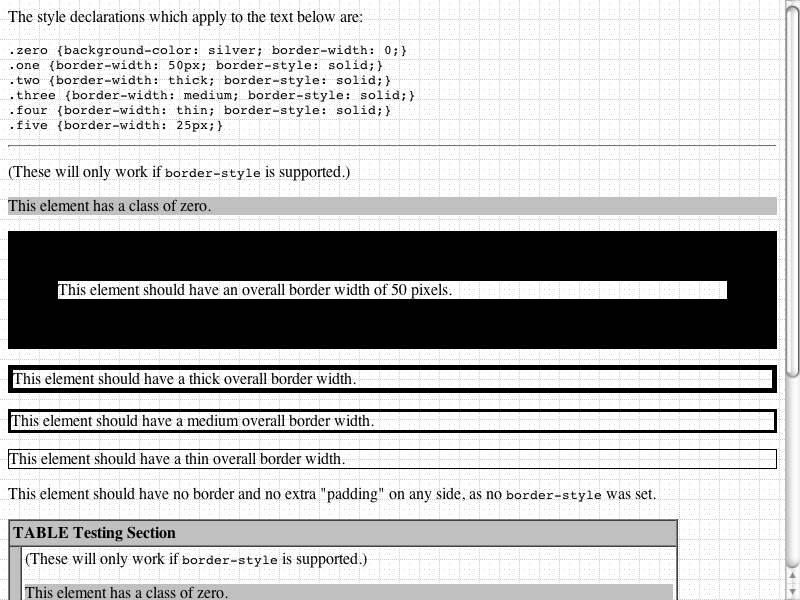 The style declarations which apply to the text below are:
.zero {background-color: silver; border-width: 0;}
.one {border-width: 50px; border-style: solid;}
.two {border-width: thick; border-style: solid;}
.three {border-width: medium; border-style: solid;}
.four {border-width: thin; border-style: solid;}
.five {border-width: 25px;}
(These will only work if border-style is supported.)
This element has a class of zero.
This element should have an overall border width of 50 pixels.
This element should have a thick overall border width.
This element should have a medium overall border width.
This element should have a thin overall border width.
This element should have no border and no extra "padding" on any side, as no border-style was set.
TABLE Testing Section
(These will only work if border-style is supported.)
This element has a class of zero.